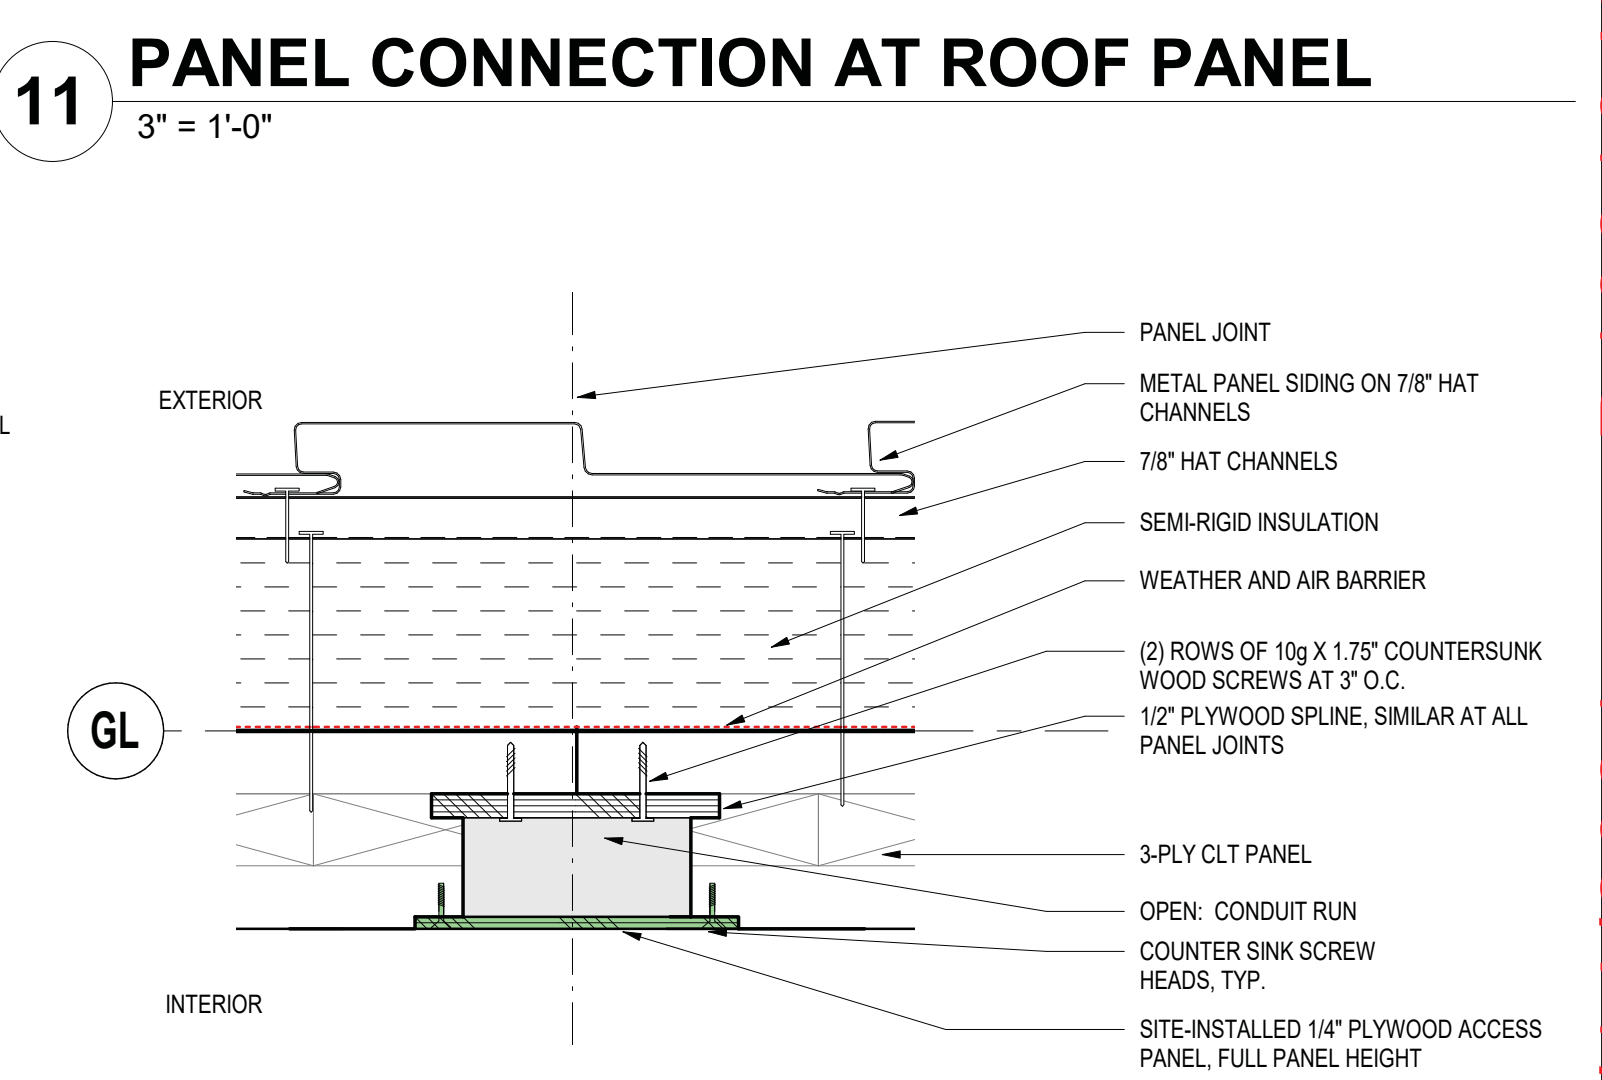 11
PANEL CONNECTION AT ROOF PANEL
3" = 1'-0"
EXTERIOR
L
GL
INTERIOR
PANEL JOINT
METAL PANEL SIDING ON 7/8" HAT
CHANNELS
7/8" HAT CHANNELS
SEMI-RIGID INSULATION
WEATHER AND AIR BARRIER
(2) ROWS OF 10g X 1.75" COUNTERSUNK
WOOD SCREWS AT 3" O.C.
1/2" PLYWOOD SPLINE, SIMILAR AT ALL
PANEL JOINTS
3-PLY CLT PANEL
OPEN: CONDUIT RUN
COUNTER SINK SCREW
HEADS, TYP.
SITE-INSTALLED 1/4" PLYWOOD ACCESS
PANEL, FULL PANEL HEIGHT